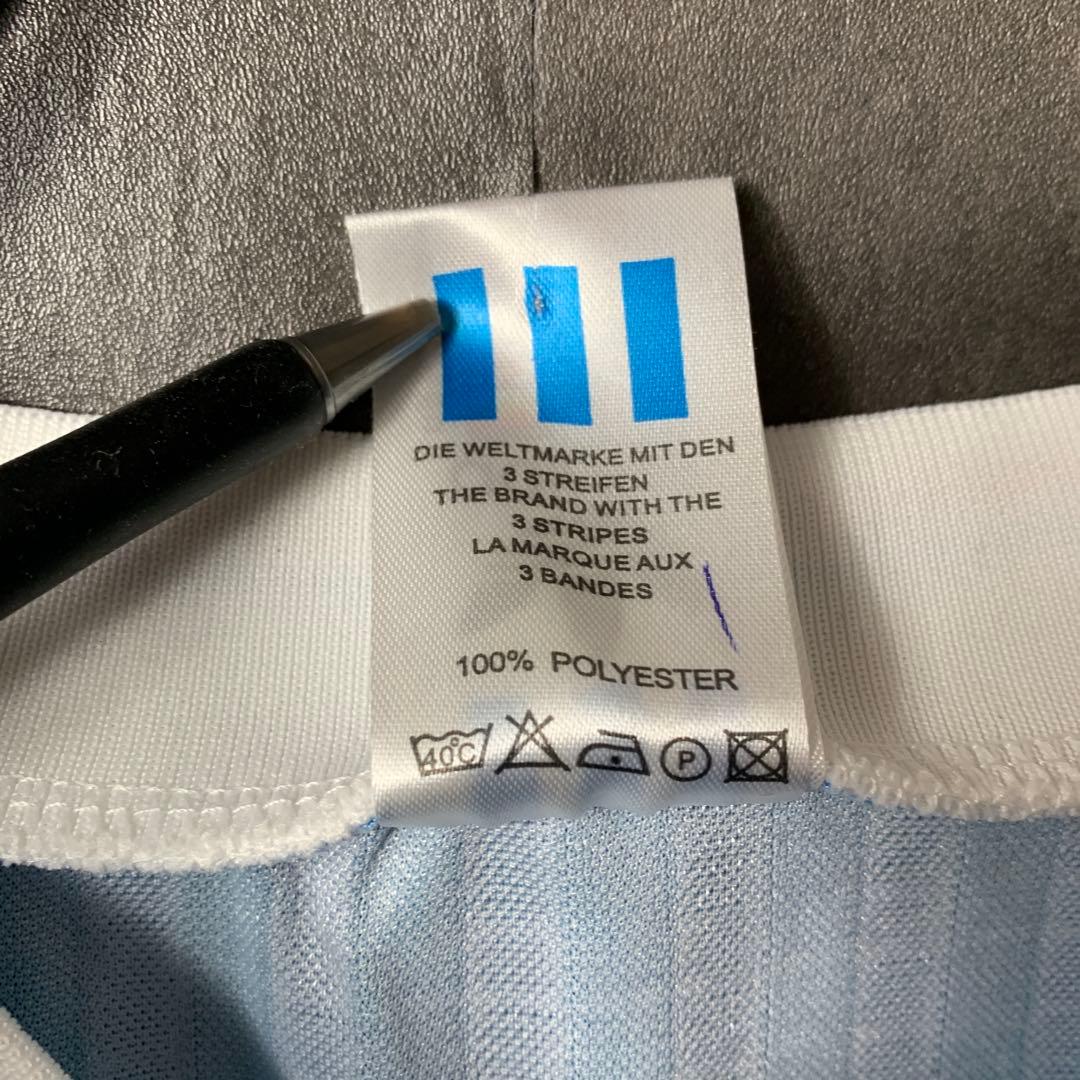 DIE WELTMARKE MIT DEN
3 STREIFEN
THE BRAND WITH THE
3 STRIPES
LA MARQUE AUX
3 BANDES
100% POLYESTER
40°C P